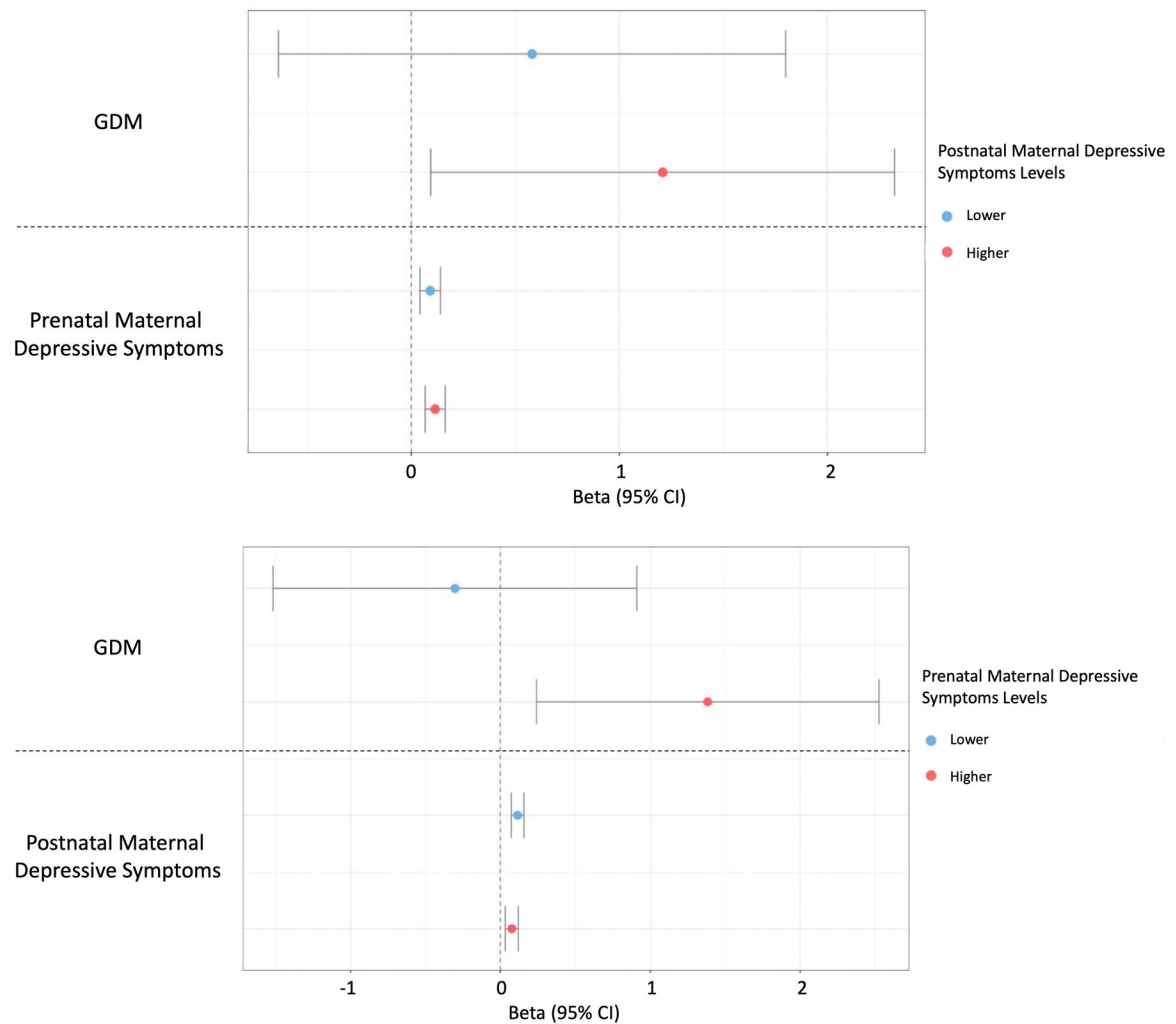 GDM
Prenatal Maternal
Depressive Symptoms
Postnatal Maternal Depressive
Symptoms Levels
Lower
Higher
0
1
2
Beta (95% CI)
GDM
Postnatal Maternal
Depressive Symptoms
Prenatal Maternal Depressive
Symptoms Levels
Lower
Higher
-1
0
1
2
Beta (95% CI)